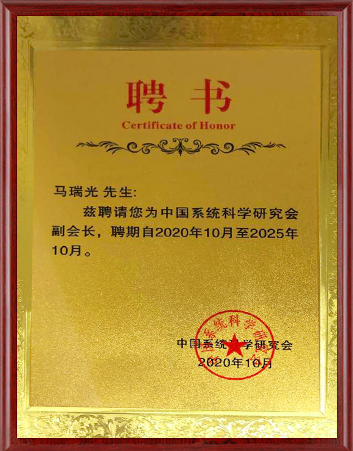 聘书
Certificate of Honor
马瑞光 先生:
兹聘请您为中国系统科学研究会
副会长，聘期自2020年10月至2025年
10月。
中国系统科学研究会
2020年10月